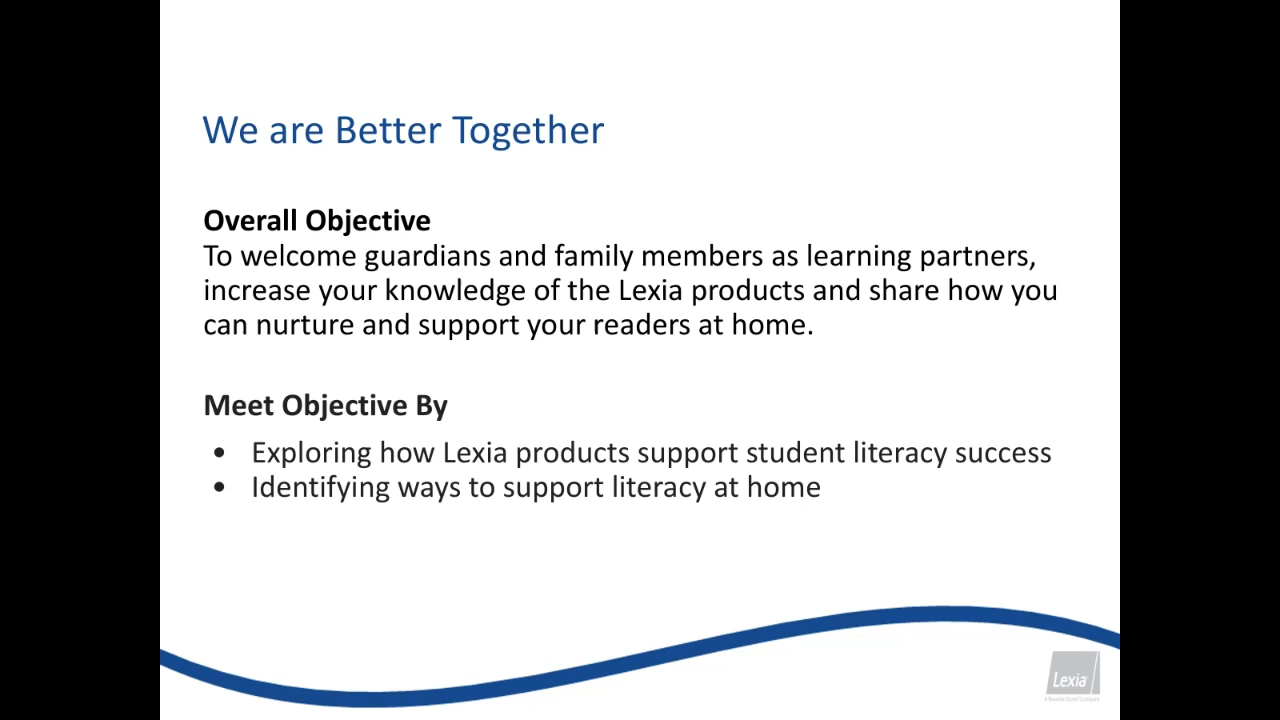 We are Better Together
Overall Objective
To welcome guardians and family members as learning partners,
increase your knowledge of the Lexia products and share how you
can nurture and support your readers at home.
Meet Objective By
• Exploring how Lexia products support student literacy success
• Identifying ways to support literacy at home
Lexia